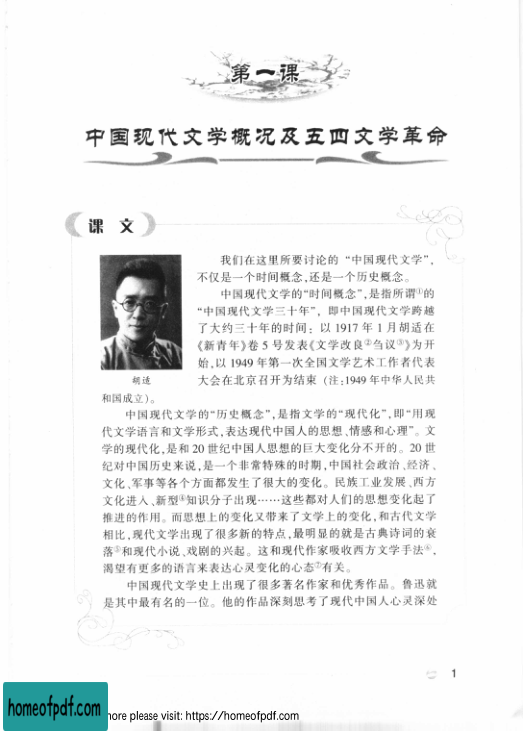 第一课
中国现代文学概况及五四文学革命
课 文
我们在这里所要讨论的“中国现代文学”，
不仅是一个时间概念，还是一个历史概念。
中国现代文学的“时间概念”，是指所谓①的
“中国现代文学三十年”，即中国现代文学跨越
了大约三十年的时间：以1917年1月胡适在
《新青年》卷5号发表《文学改良②刍议③》为开
始，以1949年第一次全国文学艺术工作者代表
大会在北京召开为结束（注：1949年中华人民共
胡适
和国成立）。
中国现代文学的“历史概念”，是指文学的“现代化”，即“用现
代文学语言和文学形式，表达现代中国人的思想、情感和心理”。文
学的现代化，是和20世纪中国人思想的巨大变化分不开的。20世
纪对中国历史来说，是一个非常特殊的时期，中国社会政治、经济、
文化、军事等各个方面都发生了很大的变化。民族工业发展、西方
文化进入、新型④知识分子出现……这些都对人们的思想变化起了
推进的作用。而思想上的变化又带来了文学上的变化，和古代文学
相比，现代文学出现了很多新的特点，最明显的就是古典诗词的衰
落⑤和现代小说、戏剧的兴起。这和现代作家吸收西方文学手法⑥，
渴望有更多的语言来表达心灵变化的心态⑦有关。
中国现代文学史上出现了很多著名作家和优秀作品。鲁迅就
是其中最有名的一位。他的作品深刻思考了现代中国人心灵深处
1
homeofpdf.com
more please visit: https://homeofpdf.com